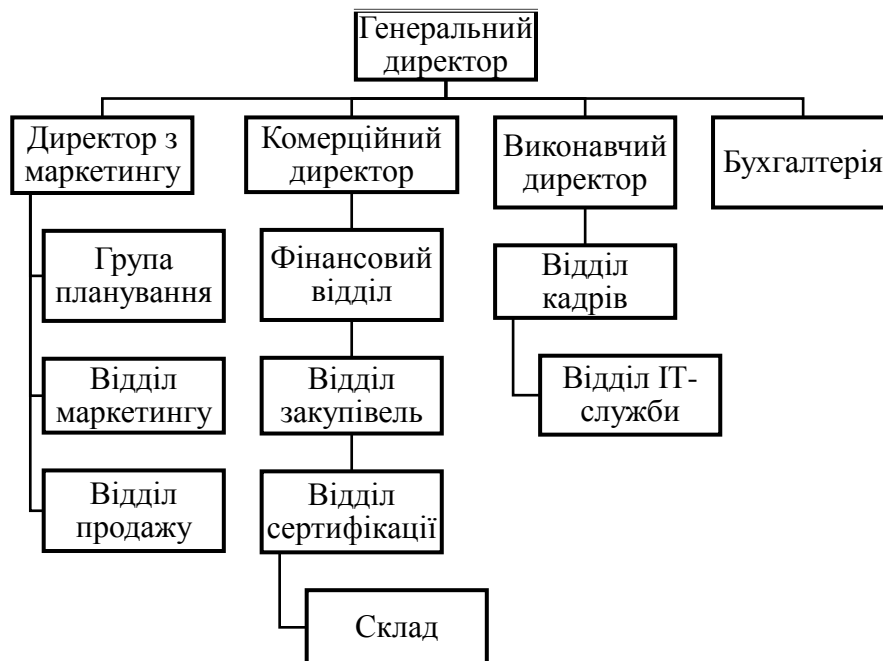 Генеральний
директор
Директор з
маркетингу
Комерційний
директор
Виконавчий
директор
Бухгалтерія
Група
планування
Фінансовий
відділ
Відділ
кадрів
Відділ
маркетингу
Відділ
закупівель
Відділ ІТ-
служби
Відділ
продажу
Відділ
сертифікації
Склад